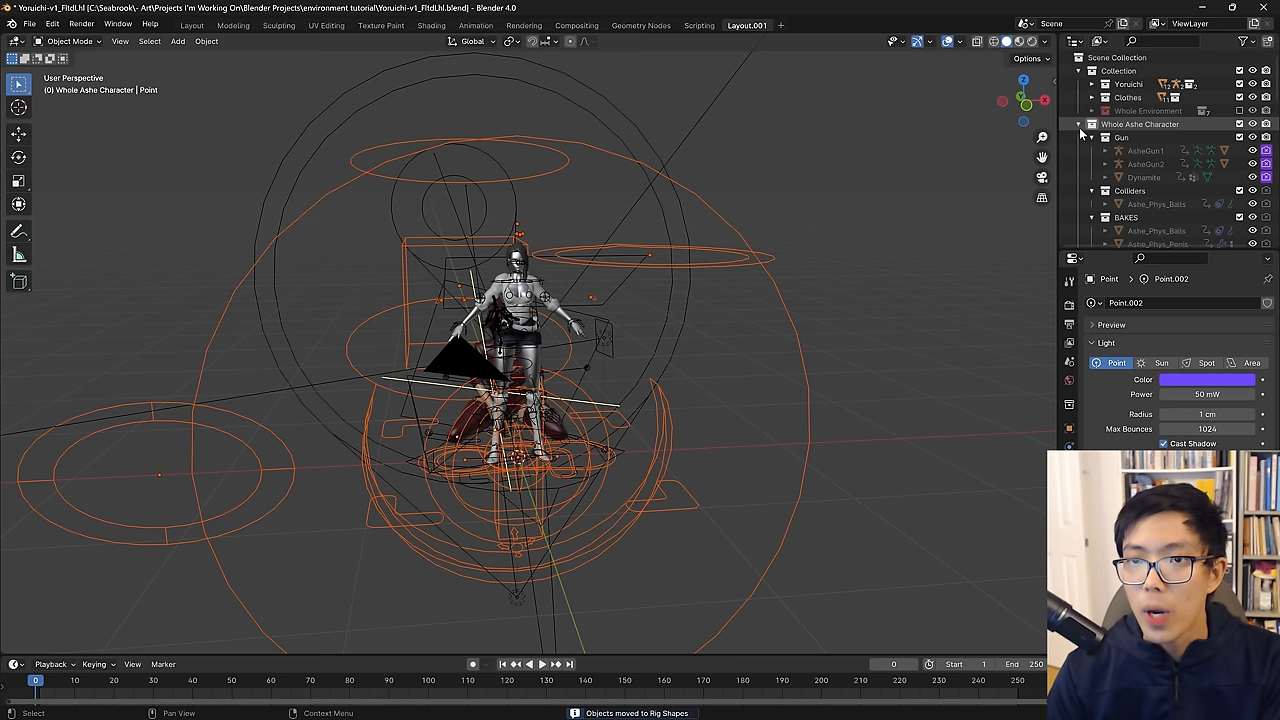 * Yoruichi-v1_FltdLhl [C:\Seabrook\- Art\Projects I'm Working On\Blender Projects\environment tutorial\Yoruichi-v1_FltdLhl.blend] - Blender 4.0
File Edit Render Window Help Layout Modeling Sculpting UV Editing Texture Paint Shading Animation Rendering Compositing Geometry Nodes Scripting Layout.001 + Scene ViewLayer
Object Mode View Select Add Object Global
Options
User Perspective
(0) Whole Ashe Character | Point
Z
Y
X
Scene Collection
Collection
Yoruichi 12 2 2
Clothes 11
Whole Environment 7
Whole Ashe Character
Gun
AsheGun1
AsheGun2
Dynamite
Colliders
Ashe_Phys_Balls
BAKES
Ashe_Phys_Balls
Ashe_Phys_Penis
Point > Point.002
Point.002
Preview
Light
Point Sun Spot Area
Color
Power 50 mW
Radius 1 cm
Max Bounces 1024
Cast Shadow
Playback Keying View Marker 0 Start 1 End 250
0 10 20 30 40 50 60 70 80 90 100 110 120 130 140 150 160 170 180 190 200 210 220 230 240 250
Select Pan View Context Menu Objects moved to Rig Shapes